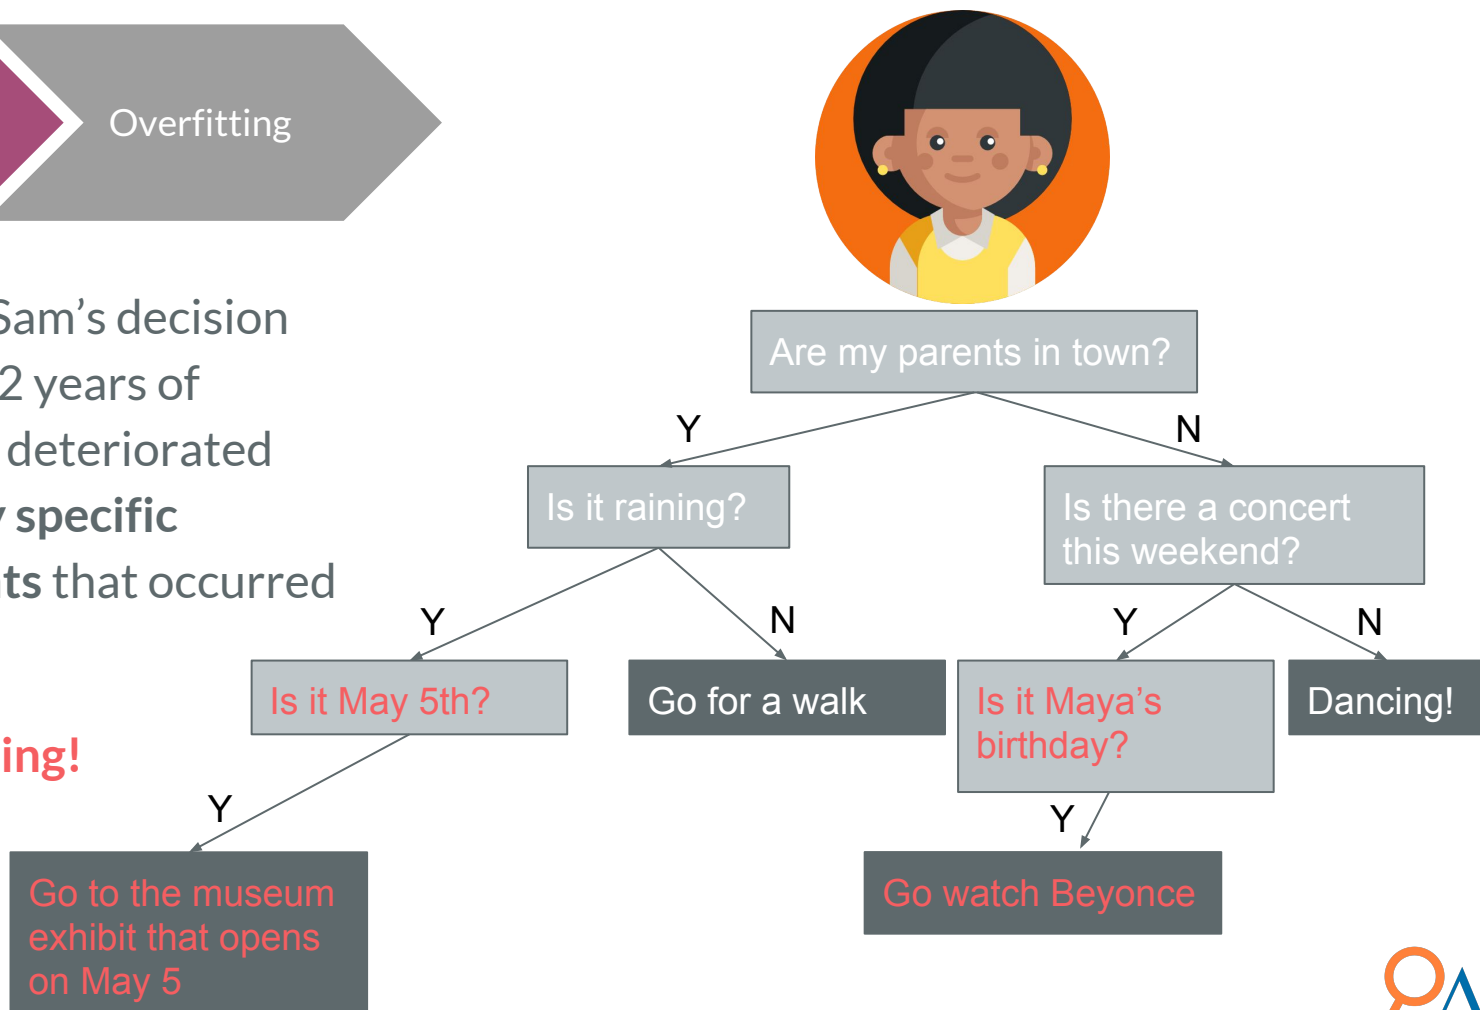 Overfitting
Sam’s decision
2 years of
deteriorated
specific
that occurred
Are my parents in town?
Y
N
Is it raining?
Is there a concert
this weekend?
Y
N
Y
N
Is it May 5th?
Go for a walk
Is it Maya’s
birthday?
Dancing!
Y
Y
Go to the museum
exhibit that opens
on May 5
Go watch Beyonce